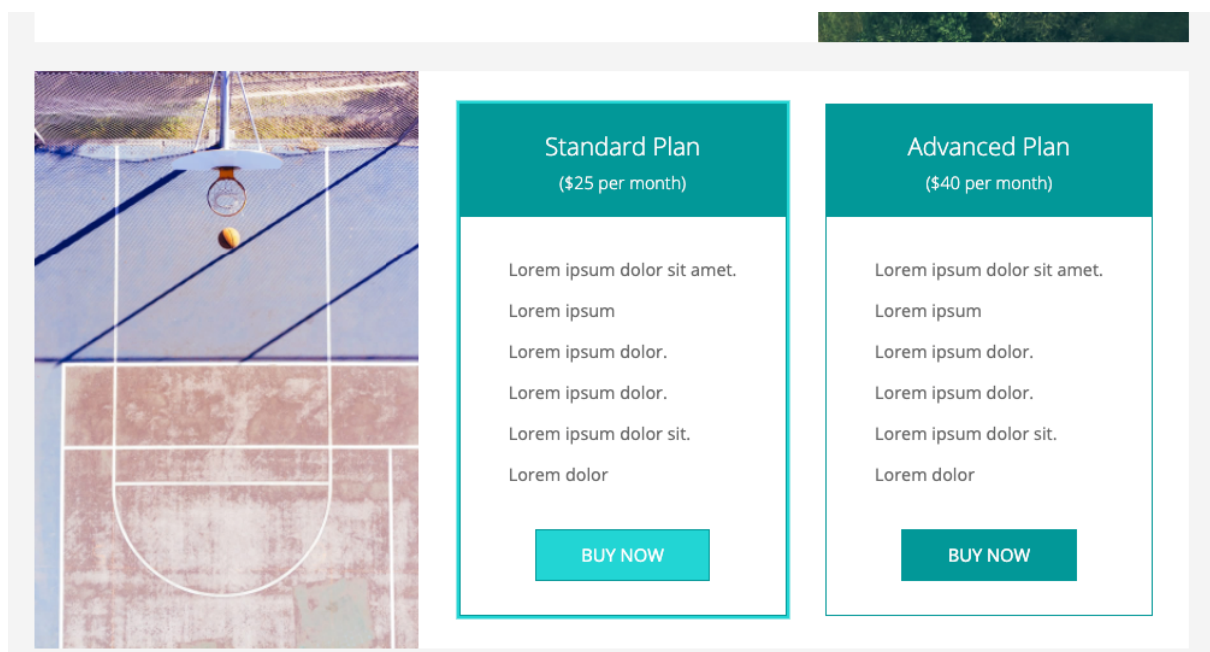 Standard Plan
($25 per month)
Lorem ipsum dolor sit amet.
Lorem ipsum
Lorem ipsum dolor.
Lorem ipsum dolor.
Lorem ipsum dolor sit.
Lorem dolor
BUY NOW
Advanced Plan
($40 per month)
Lorem ipsum dolor sit amet.
Lorem ipsum
Lorem ipsum dolor.
Lorem ipsum dolor.
Lorem ipsum dolor sit.
Lorem dolor
BUY NOW